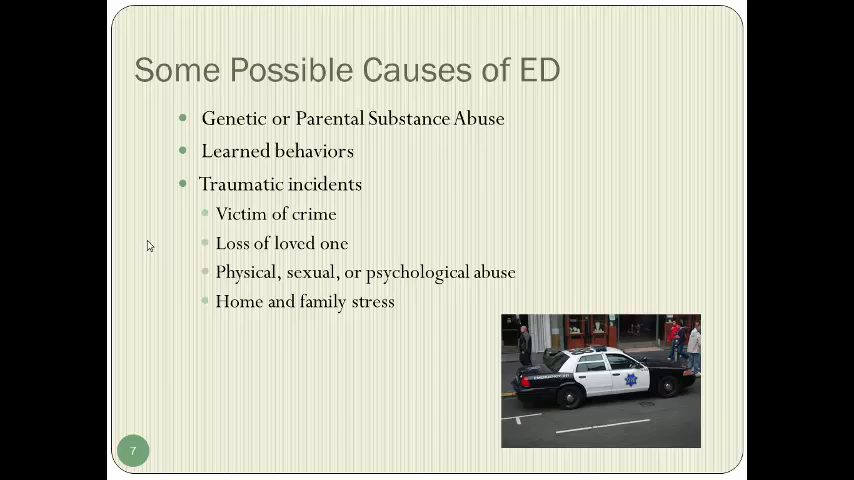 Some Possible Causes of ED
Genetic or Parental Substance Abuse
Learned behaviors
Traumatic incidents
Victim of crime
Loss of loved one
Physical, sexual, or psychological abuse
Home and family stress
7